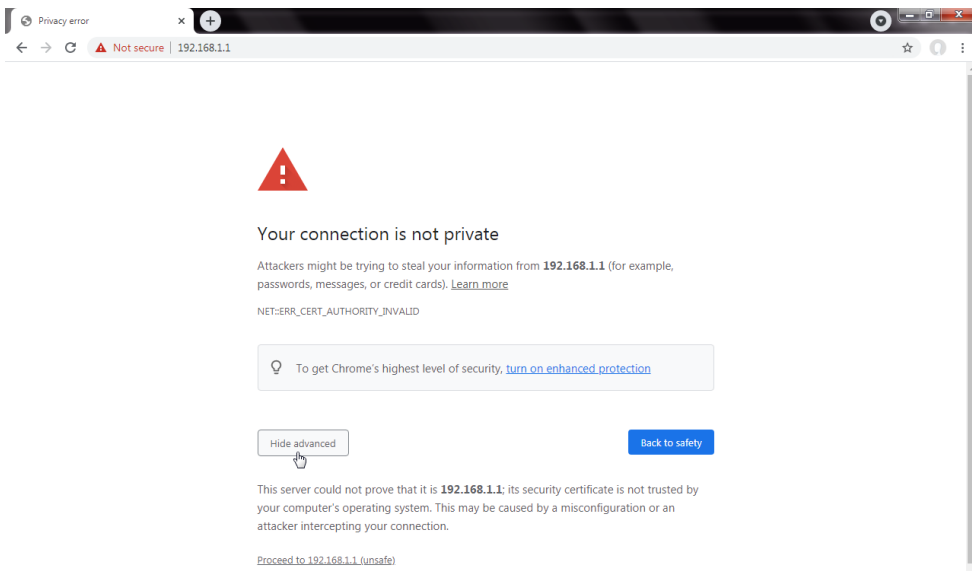 Privacy error
Not secure | 192.168.1.1
Your connection is not private
Attackers might be trying to steal your information from 192.168.1.1 (for example,
passwords, messages, or credit cards). Learn more
NET::ERR_CERT_AUTHORITY_INVALID
To get Chrome's highest level of security, turn on enhanced protection
Hide advanced
Back to safety
This server could not prove that it is 192.168.1.1; its security certificate is not trusted by
your computer's operating system. This may be caused by a misconfiguration or an
attacker intercepting your connection.
Proceed to 192.168.1.1 (unsafe)